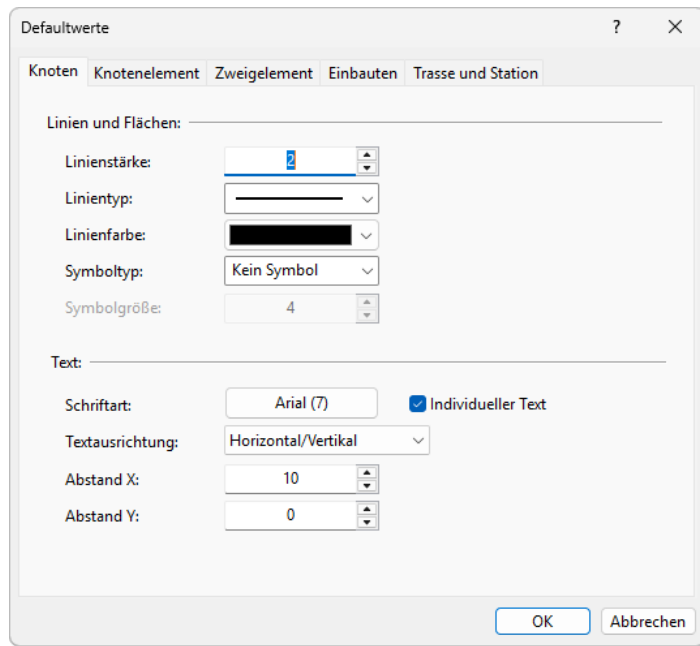 Defaultwerte ?
Knoten Knotenelement Zweigelement Einbauten Trasse und Station
Linien und Flächen:
Linienstärke: 2
Linientyp:
Linienfarbe:
Symboltyp: Kein Symbol
Symbolgröße: 4
Text:
Schriftart: Arial (7) Individueller Text
Textausrichtung: Horizontal/Vertikal
Abstand X: 10
Abstand Y: 0
OK Abbrechen